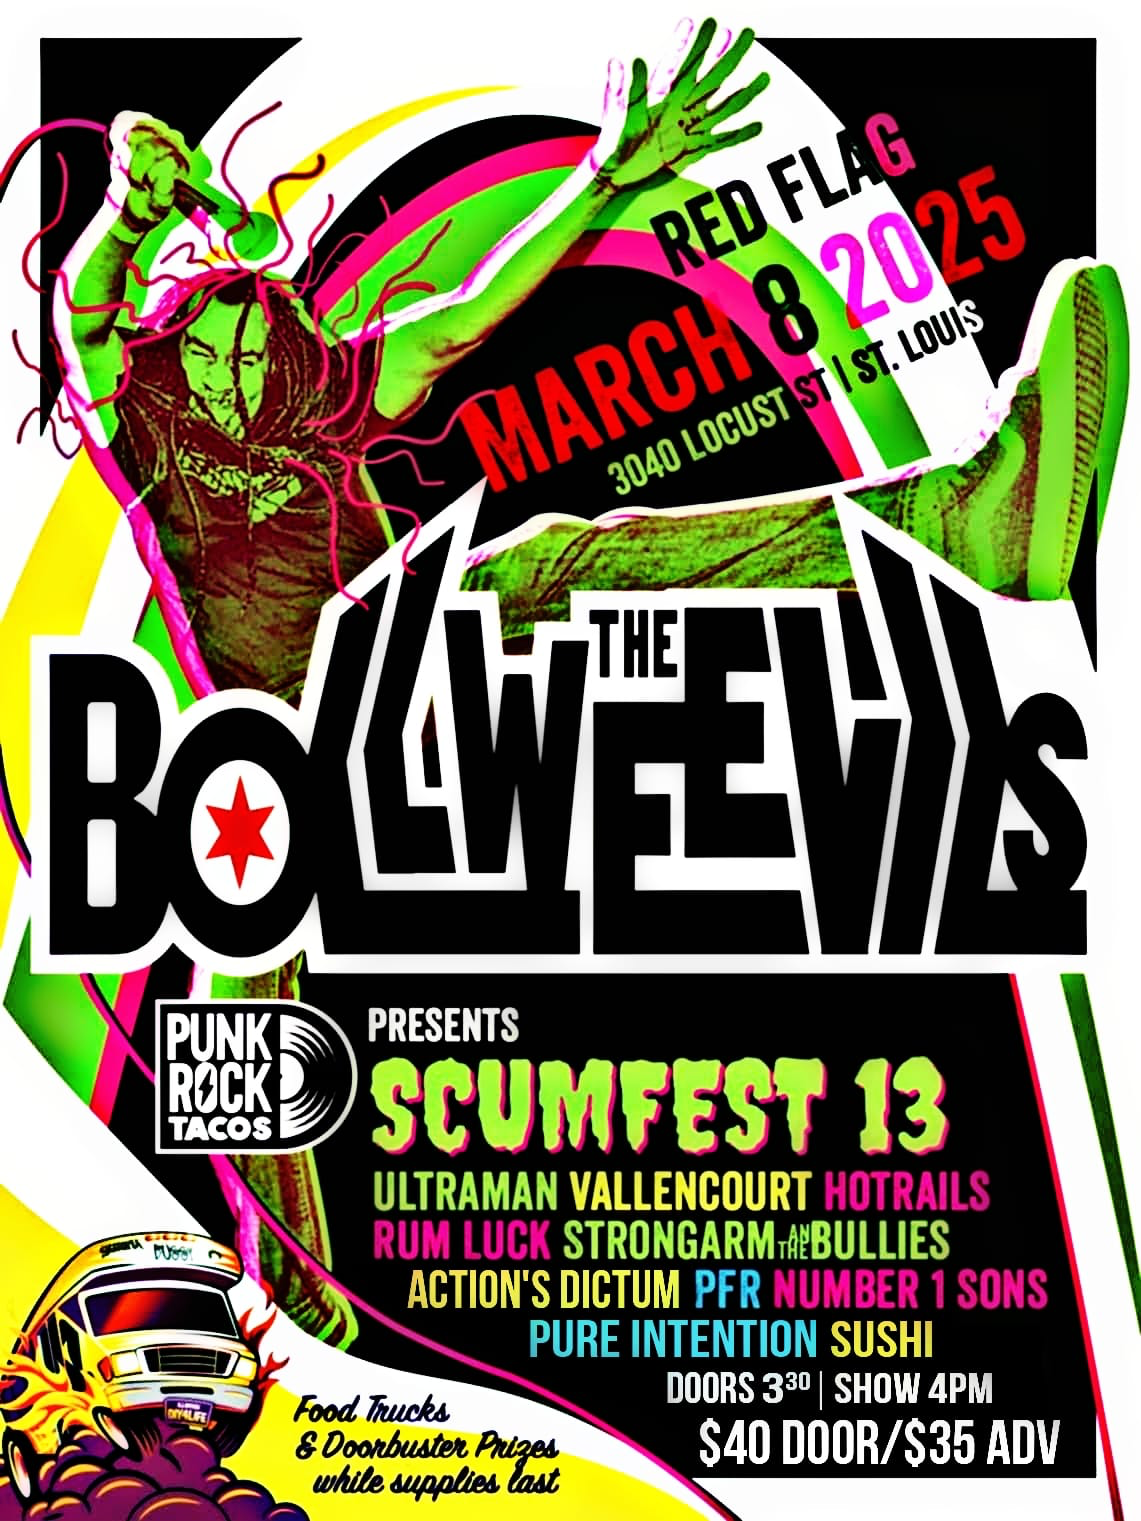 RED FLAG
MARCH 8 2025
3040 LOCUST ST | ST. LOUIS
THE
BOLLWEEVILS
PUNK
ROCK
TACOS
PRESENTS
SCUMFEST 13
ULTRAMAN VALLENCOURT HOTRAILS
RUM LUCK STRONGARM AN THE BULLIES
ACTION'S DICTUM PFR NUMBER 1 SONS
PURE INTENTION SUSHI
DOORS 3³⁰ | SHOW 4PM
$40 DOOR/$35 ADV
Food Trucks
& Doorbuster Prizes
while supplies last
DIY4LIFE